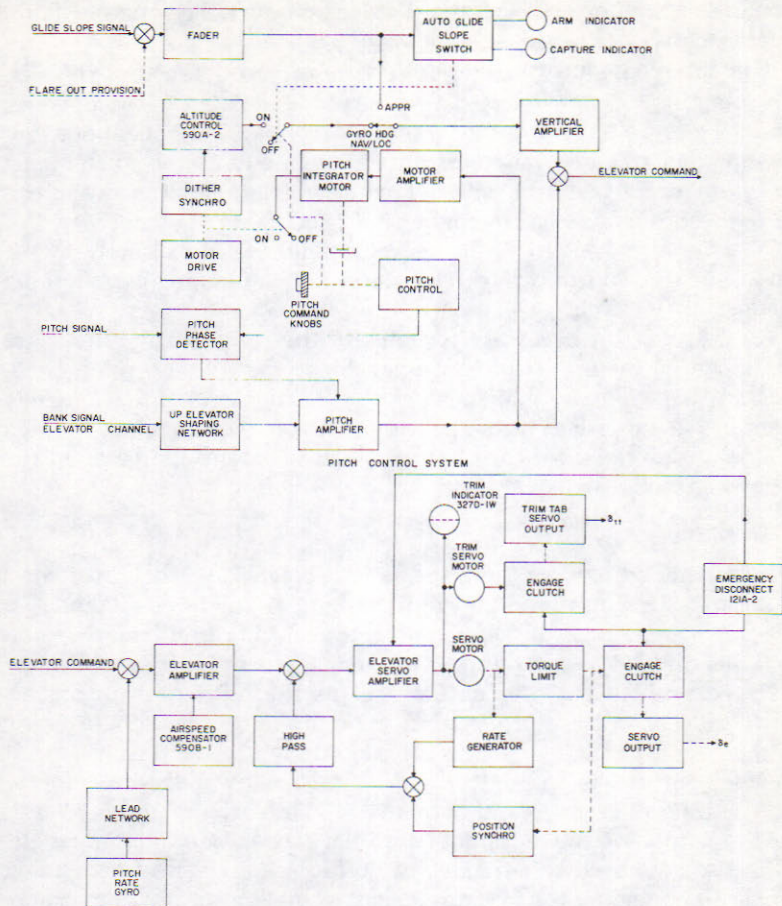 GLIDE SLOPE SIGNAL
FADER
AUTO GLIDE
SLOPE
SWITCH
ARM INDICATOR
CAPTURE INDICATOR
FLARE OUT PROVISION
APPR
ALTITUDE
CONTROL
590A-2
ON
OFF
GYRO HDG
NAV/LOC
VERTICAL
AMPLIFIER
PITCH
INTEGRATOR
MOTOR
MOTOR
AMPLIFIER
ELEVATOR COMMAND
DITHER
SYNCHRO
ON
OFF
MOTOR
DRIVE
PITCH
COMMAND
KNOBS
PITCH
CONTROL
PITCH SIGNAL
PITCH
PHASE
DETECTOR
BANK SIGNAL
ELEVATOR CHANNEL
UP ELEVATOR
SHAPING
NETWORK
PITCH
AMPLIFIER
PITCH CONTROL SYSTEM
TRIM
INDICATOR
327D-1W
TRIM TAB
SERVO
OUTPUT
δTT
TRIM
SERVO
MOTOR
ENGAGE
CLUTCH
EMERGENCY
DISCONNECT
121A-2
ELEVATOR COMMAND
ELEVATOR
AMPLIFIER
ELEVATOR
SERVO
AMPLIFIER
SERVO
MOTOR
TORQUE
LIMIT
ENGAGE
CLUTCH
AIRSPEED
COMPENSATOR
590B-1
HIGH
PASS
RATE
GENERATOR
SERVO
OUTPUT
δe
LEAD
NETWORK
POSITION
SYNCHRO
PITCH
RATE
GYRO